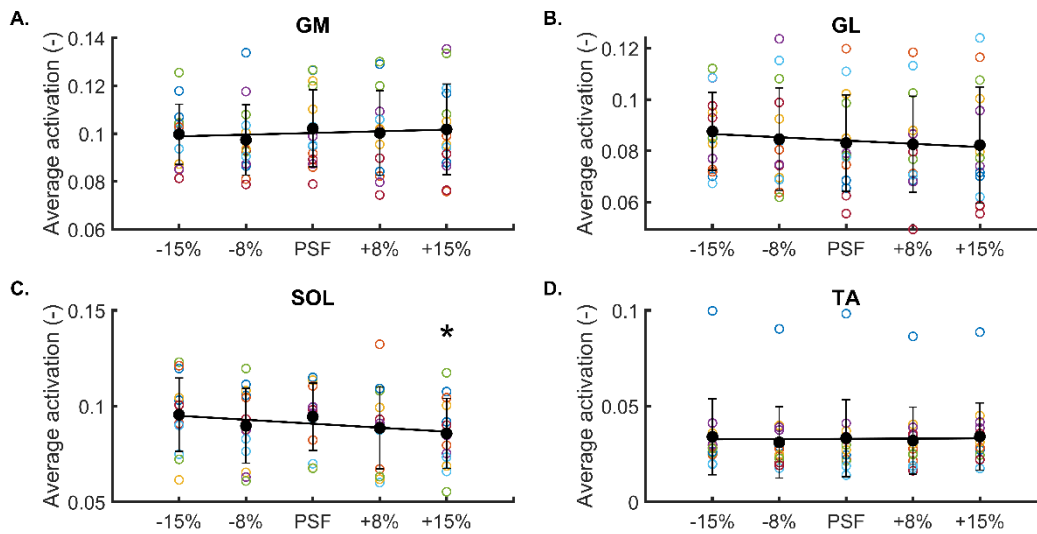 A. GM
Average activation (-)
0.14
0.12
0.1
0.08
0.06
-15% -8% PSF +8% +15%
B. GL
Average activation (-)
0.12
0.1
0.08
0.06
-15% -8% PSF +8% +15%
C. SOL
Average activation (-)
0.15
0.1
0.05
*
-15% -8% PSF +8% +15%
D. TA
Average activation (-)
0.1
0.05
0
-15% -8% PSF +8% +15%